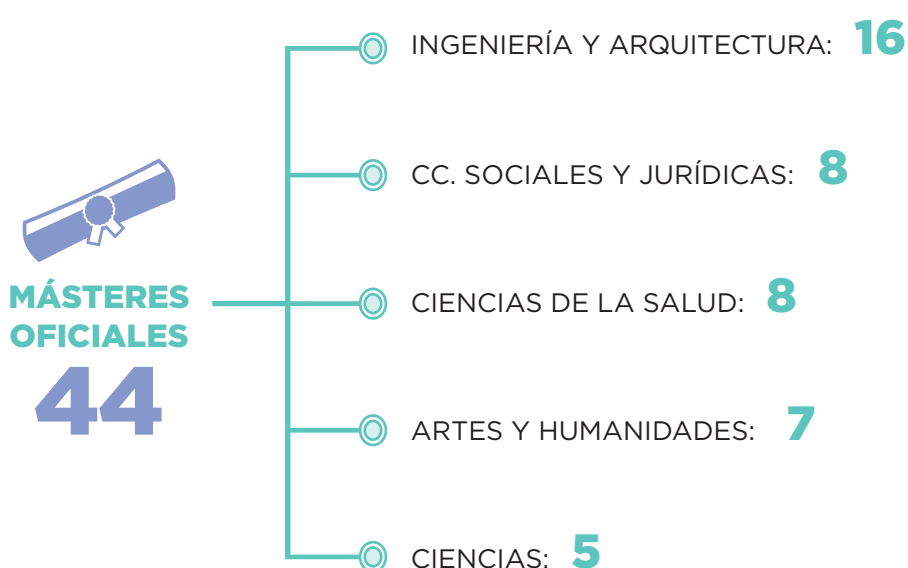 MÁSTERES
OFICIALES
44
INGENIERÍA Y ARQUITECTURA: 16
CC. SOCIALES Y JURÍDICAS: 8
CIENCIAS DE LA SALUD: 8
ARTES Y HUMANIDADES: 7
CIENCIAS: 5